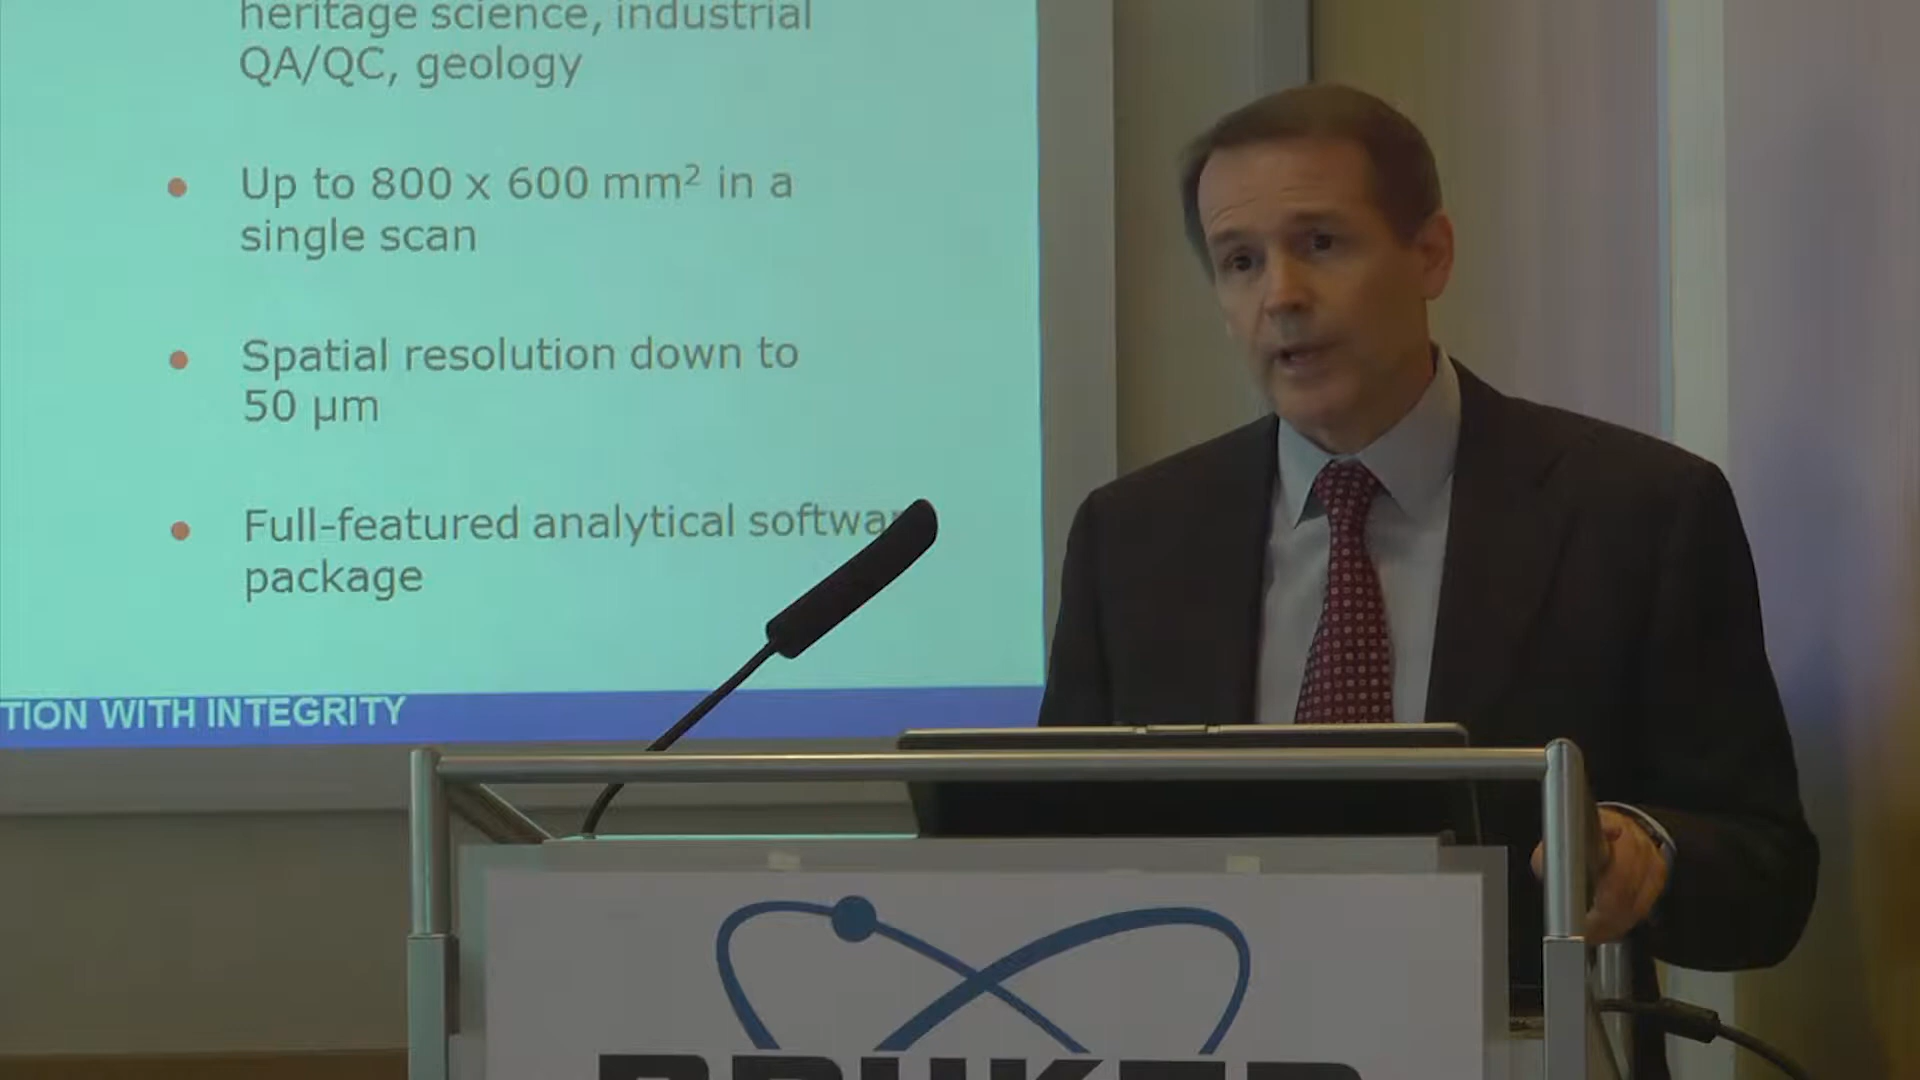 heritage science, industrial
QA/QC, geology
Up to 800 x 600 mm² in a
single scan
Spatial resolution down to
50 µm
Full-featured analytical
package
TION WITH INTEGRITY
BRUKER